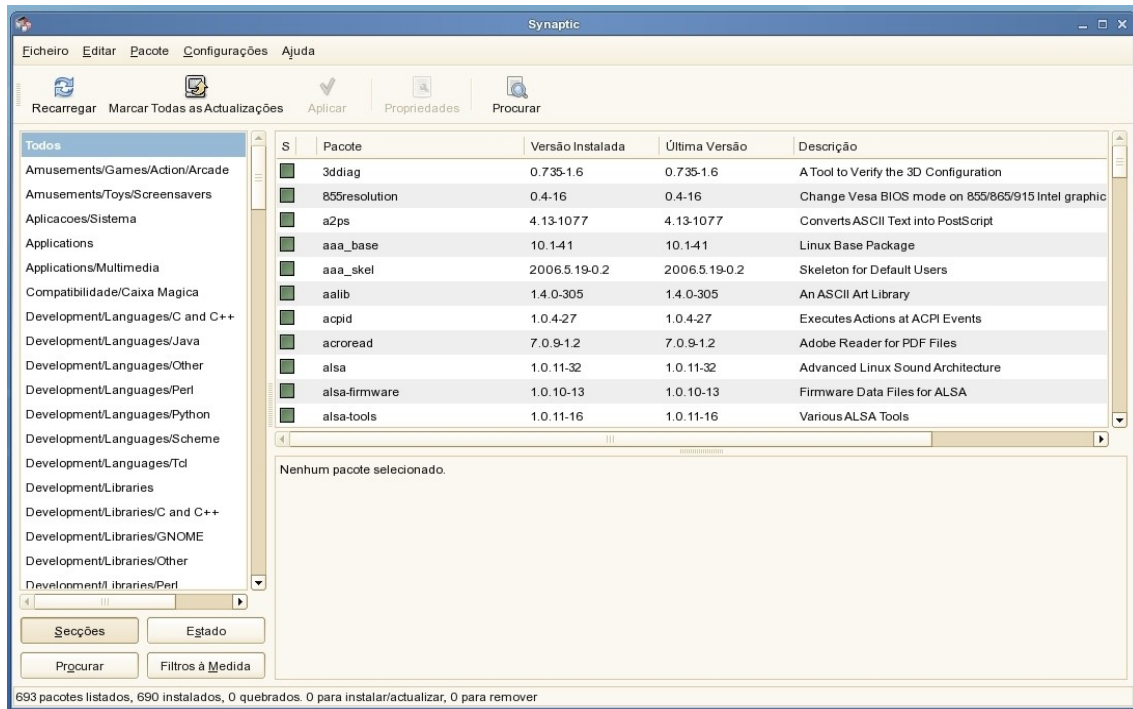 Synaptic
Ficheiro Editar Pacote Configurações Ajuda
Recarregar Marcar Todas as Actualizações Aplicar Propriedades Procurar
Todos
Amusements/Games/Action/Arcade
Amusements/Toys/Screensavers
Aplicacoes/Sistema
Applications
Applications/Multimedia
Compatibilidade/Caixa Magica
Development/Languages/C and C++
Development/Languages/Java
Development/Languages/Other
Development/Languages/Perl
Development/Languages/Python
Development/Languages/Scheme
Development/Languages/Tcl
Development/Libraries
Development/Libraries/C and C++
Development/Libraries/GNOME
Development/Libraries/Other
Development/Libraries/Perl
Secções Estado
Procurar Filtros à Medida
S Pacote Versão Instalada Última Versão Descrição
3ddiag 0.735-1.6 0.735-1.6 A Tool to Verify the 3D Configuration
855resolution 0.4-16 0.4-16 Change Vesa BIOS mode on 855/865/915 Intel graphic
a2ps 4.13-1077 4.13-1077 Converts ASCII Text into PostScript
aaa_base 10.1-41 10.1-41 Linux Base Package
aaa_skel 2006.5.19-0.2 2006.5.19-0.2 Skeleton for Default Users
aalib 1.4.0-305 1.4.0-305 An ASCII Art Library
acpid 1.0.4-27 1.0.4-27 Executes Actions at ACPI Events
acroread 7.0.9-1.2 7.0.9-1.2 Adobe Reader for PDF Files
alsa 1.0.11-32 1.0.11-32 Advanced Linux Sound Architecture
alsa-firmware 1.0.10-13 1.0.10-13 Firmware Data Files for ALSA
alsa-tools 1.0.11-16 1.0.11-16 Various ALSA Tools
Nenhum pacote selecionado.
693 pacotes listados, 690 instalados, 0 quebrados. 0 para instalar/actualizar, 0 para remover